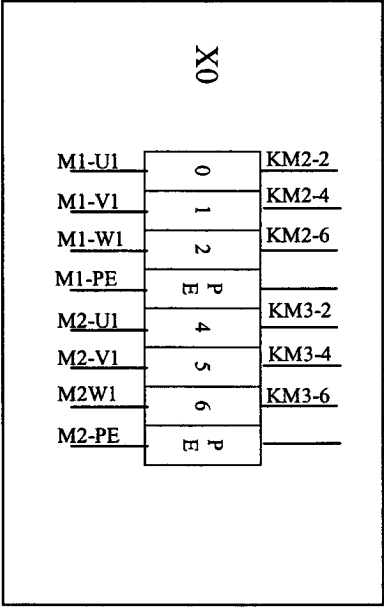 X0
M1-U1 0 KM2-2
M1-V1 1 KM2-4
M1-W1 2 KM2-6
M1-PE PE
M2-U1 4 KM3-2
M2-V1 5 KM3-4
M2W1 6 KM3-6
M2-PE PE